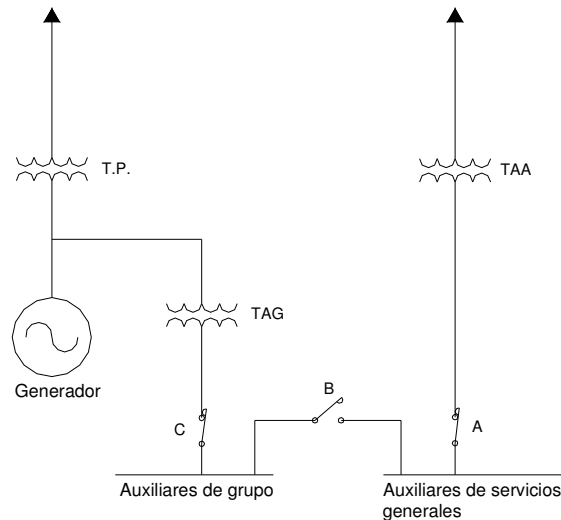 T.P.
TAA
TAG
Generador
B
C
A
Auxiliares de grupo
Auxiliares de servicios
generales